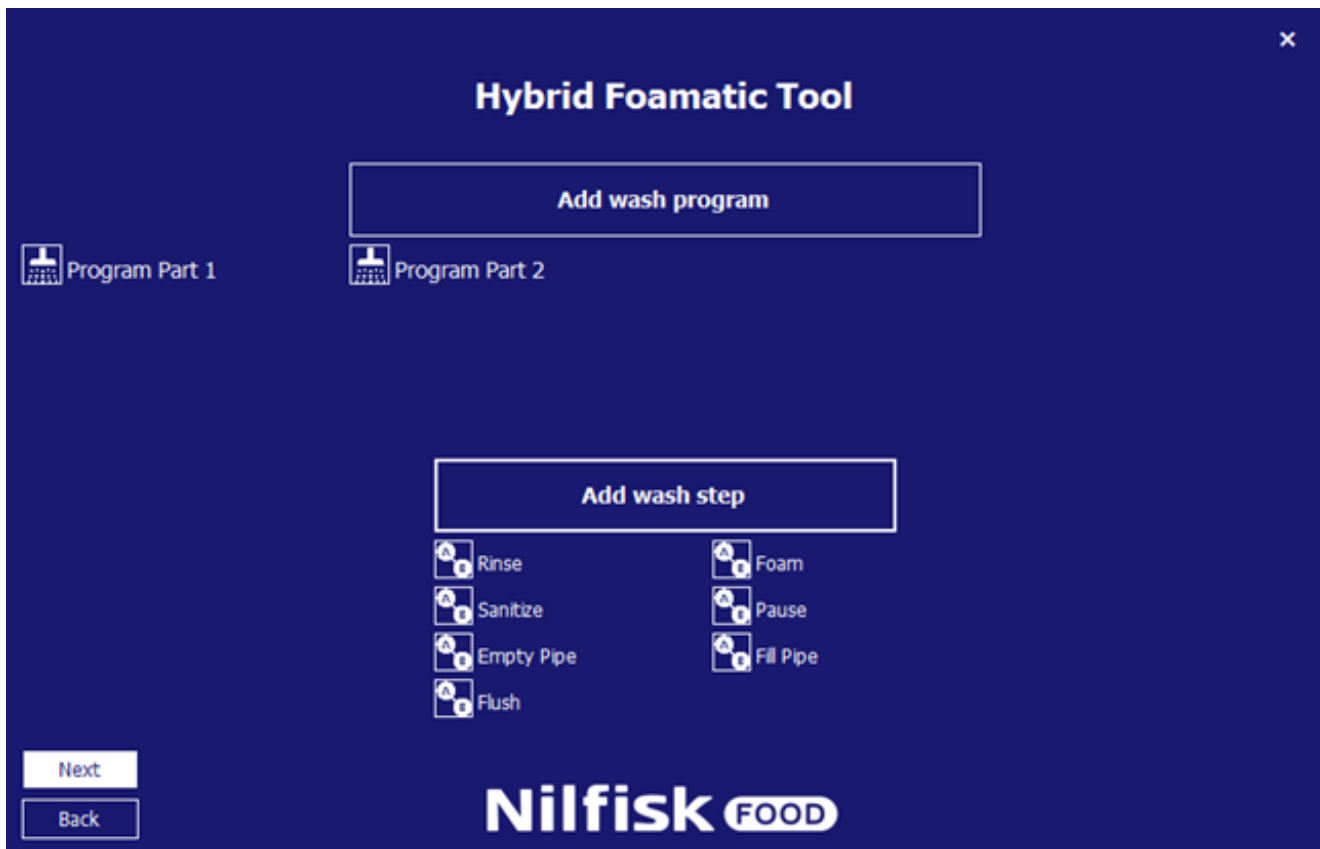 ×
Hybrid Foamatic Tool
Add wash program
Program Part 1
Program Part 2
Add wash step
A B Rinse
A B Foam
A B Sanitize
A B Pause
A B Empty Pipe
A B Fill Pipe
A B Flush
Next
Back
Nilfisk FOOD